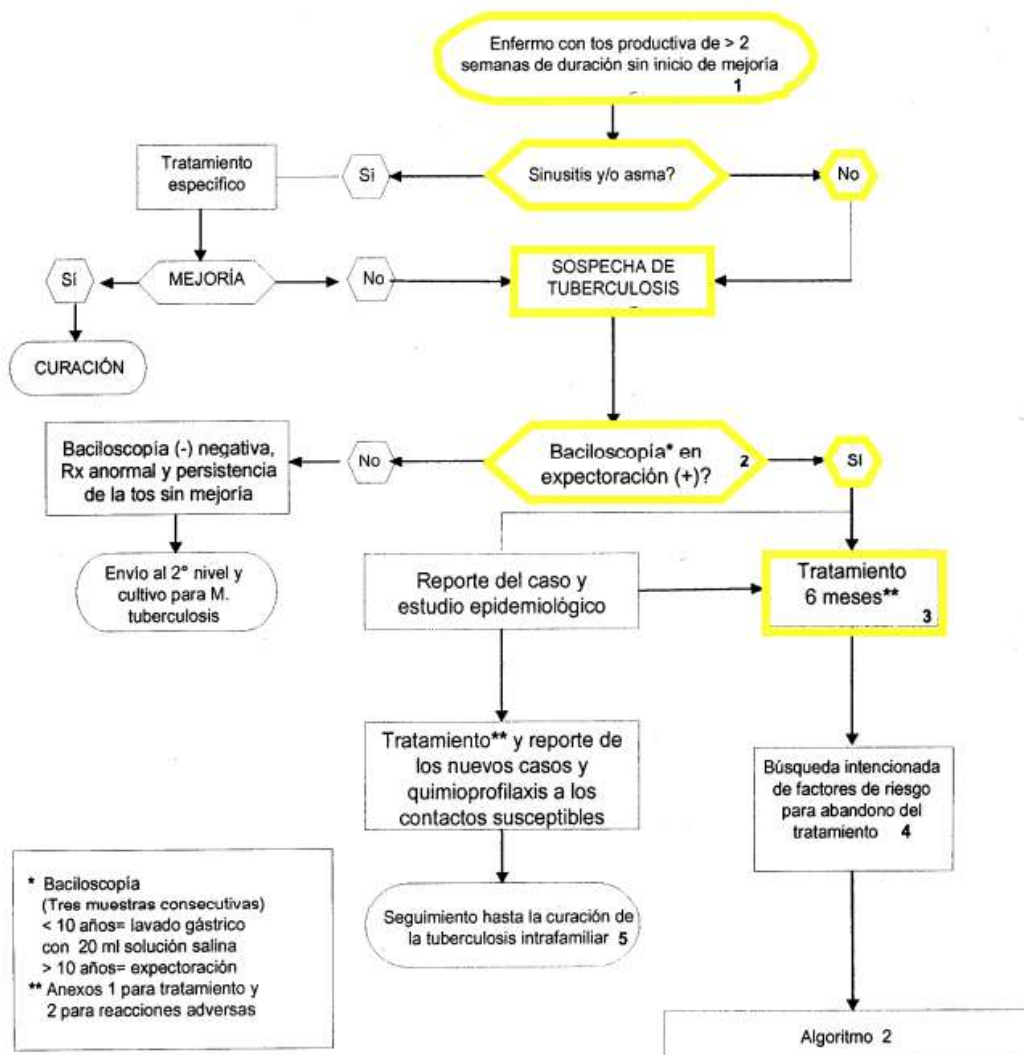 Enfermo con tos productiva de > 2
semanas de duración sin inicio de mejoría
1
Tratamiento
específico
Si
Sinusitis y/o asma?
No
Sí
MEJORÍA
No
SOSPECHA DE
TUBERCULOSIS
CURACIÓN
Baciloscopía (-) negativa,
Rx anormal y persistencia
de la tos sin mejoría
No
Baciloscopía* en
expectoración (+)?
2
SI
Envío al 2° nivel y
cultivo para M.
tuberculosis
Reporte del caso y
estudio epidemiológico
Tratamiento
6 meses**
3
Tratamiento** y reporte de
los nuevos casos y
quimioprofilaxis a los
contactos susceptibles
Búsqueda intencionada
de factores de riesgo
para abandono del
tratamiento 4
Seguimiento hasta la curación de
la tuberculosis intrafamiliar 5
* Baciloscopía
(Tres muestras consecutivas)
< 10 años= lavado gástrico
con 20 ml solución salina
> 10 años= expectoración
** Anexos 1 para tratamiento y
2 para reacciones adversas
Algoritmo 2